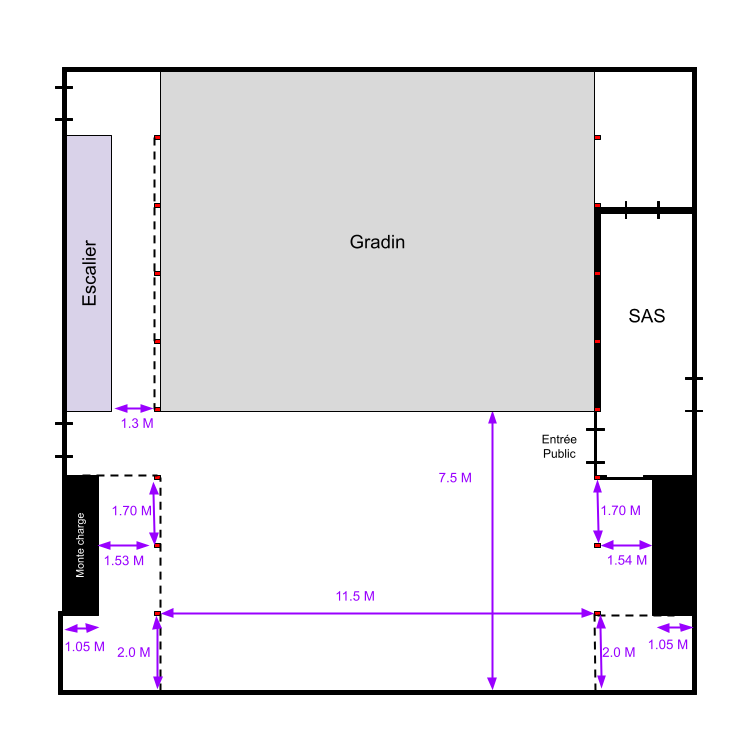 Gradin
Escalier
SAS
1.3 M
Entrée
Public
7.5 M
1.70 M
1.70 M
Monte charge
1.53 M
1.54 M
11.5 M
1.05 M
2.0 M
2.0 M
1.05 M